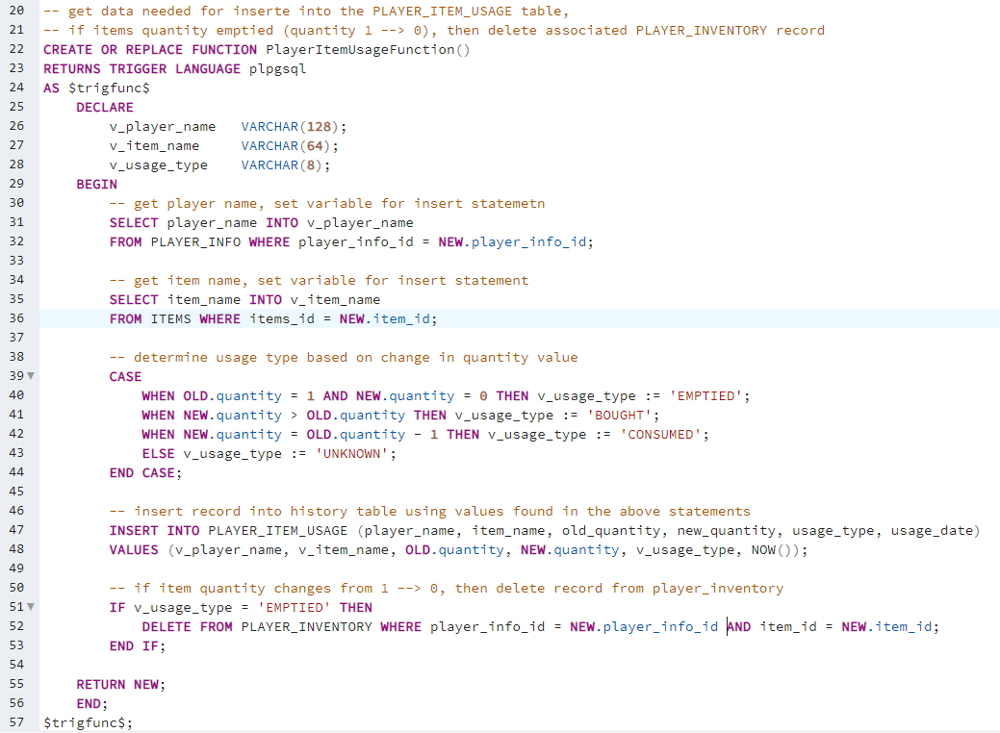 20 -- get data needed for inserte into the PLAYER_ITEM_USAGE table,
21 -- if items quantity emptied (quantity 1 --> 0), then delete associated PLAYER_INVENTORY record
22 CREATE OR REPLACE FUNCTION PlayerItemUsageFunction()
23 RETURNS TRIGGER LANGUAGE plpgsql
24 AS $trigfunc$
25     DECLARE
26         v_player_name   VARCHAR(128);
27         v_item_name     VARCHAR(64);
28         v_usage_type    VARCHAR(8);
29     BEGIN
30         -- get player name, set variable for insert statemetn
31         SELECT player_name INTO v_player_name
32         FROM PLAYER_INFO WHERE player_info_id = NEW.player_info_id;
33
34         -- get item name, set variable for insert statement
35         SELECT item_name INTO v_item_name
36         FROM ITEMS WHERE items_id = NEW.item_id;
37
38         -- determine usage type based on change in quantity value
39         CASE
40             WHEN OLD.quantity = 1 AND NEW.quantity = 0 THEN v_usage_type := 'EMPTIED';
41             WHEN NEW.quantity > OLD.quantity THEN v_usage_type := 'BOUGHT';
42             WHEN NEW.quantity = OLD.quantity - 1 THEN v_usage_type := 'CONSUMED';
43             ELSE v_usage_type := 'UNKNOWN';
44         END CASE;
45
46         -- insert record into history table using values found in the above statements
47         INSERT INTO PLAYER_ITEM_USAGE (player_name, item_name, old_quantity, new_quantity, usage_type, usage_date)
48         VALUES (v_player_name, v_item_name, OLD.quantity, NEW.quantity, v_usage_type, NOW());
49
50         -- if item quantity changes from 1 --> 0, then delete record from player_inventory
51         IF v_usage_type = 'EMPTIED' THEN
52             DELETE FROM PLAYER_INVENTORY WHERE player_info_id = NEW.player_info_id AND item_id = NEW.item_id;
53         END IF;
54
55     RETURN NEW;
56     END;
57 $trigfunc$;